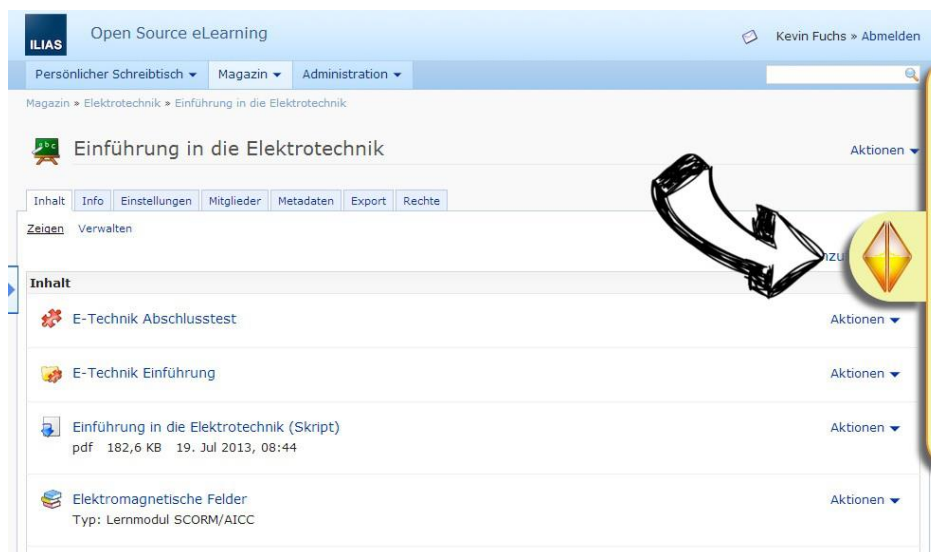 ILIAS Open Source eLearning Kevin Fuchs » Abmelden
Persönlicher Schreibtisch Magazin Administration
Magazin » Elektrotechnik » Einführung in die Elektrotechnik
Einführung in die Elektrotechnik Aktionen
Inhalt Info Einstellungen Mitglieder Metadaten Export Rechte
Zeigen Verwalten
Inhalt
E-Technik Abschlusstest Aktionen
E-Technik Einführung Aktionen
Einführung in die Elektrotechnik (Skript) Aktionen
pdf 182,6 KB 19. Jul 2013, 08:44
Elektromagnetische Felder Aktionen
Typ: Lernmodul SCORM/AICC